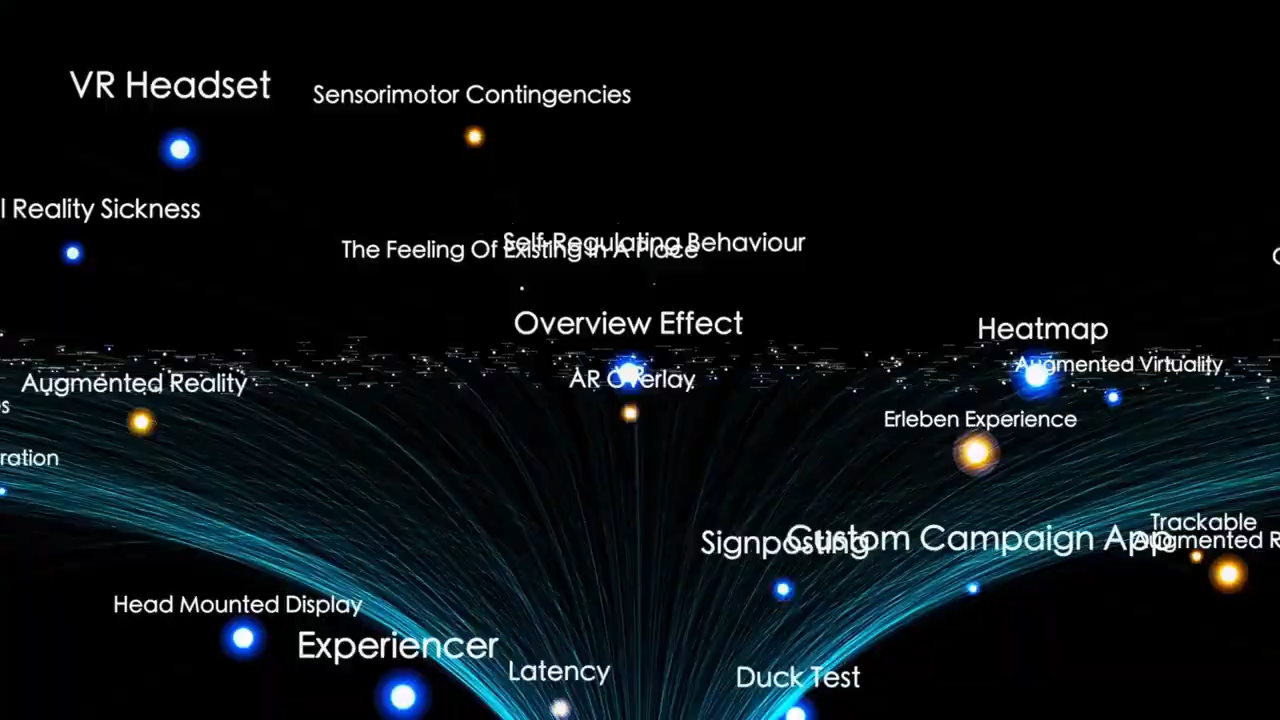 VR Headset
Sensorimotor Contingencies
l Reality Sickness
The Feeling Of Existing In A Place
Self-Regulating Behaviour
Overview Effect
Heatmap
Augmented Virtuality
AR Overlay
Augmented Reality
Erleben Experience
ration
Trackable
Signposting
Custom Campaign App
Augmented R
Head Mounted Display
Experiencer
Latency
Duck Test